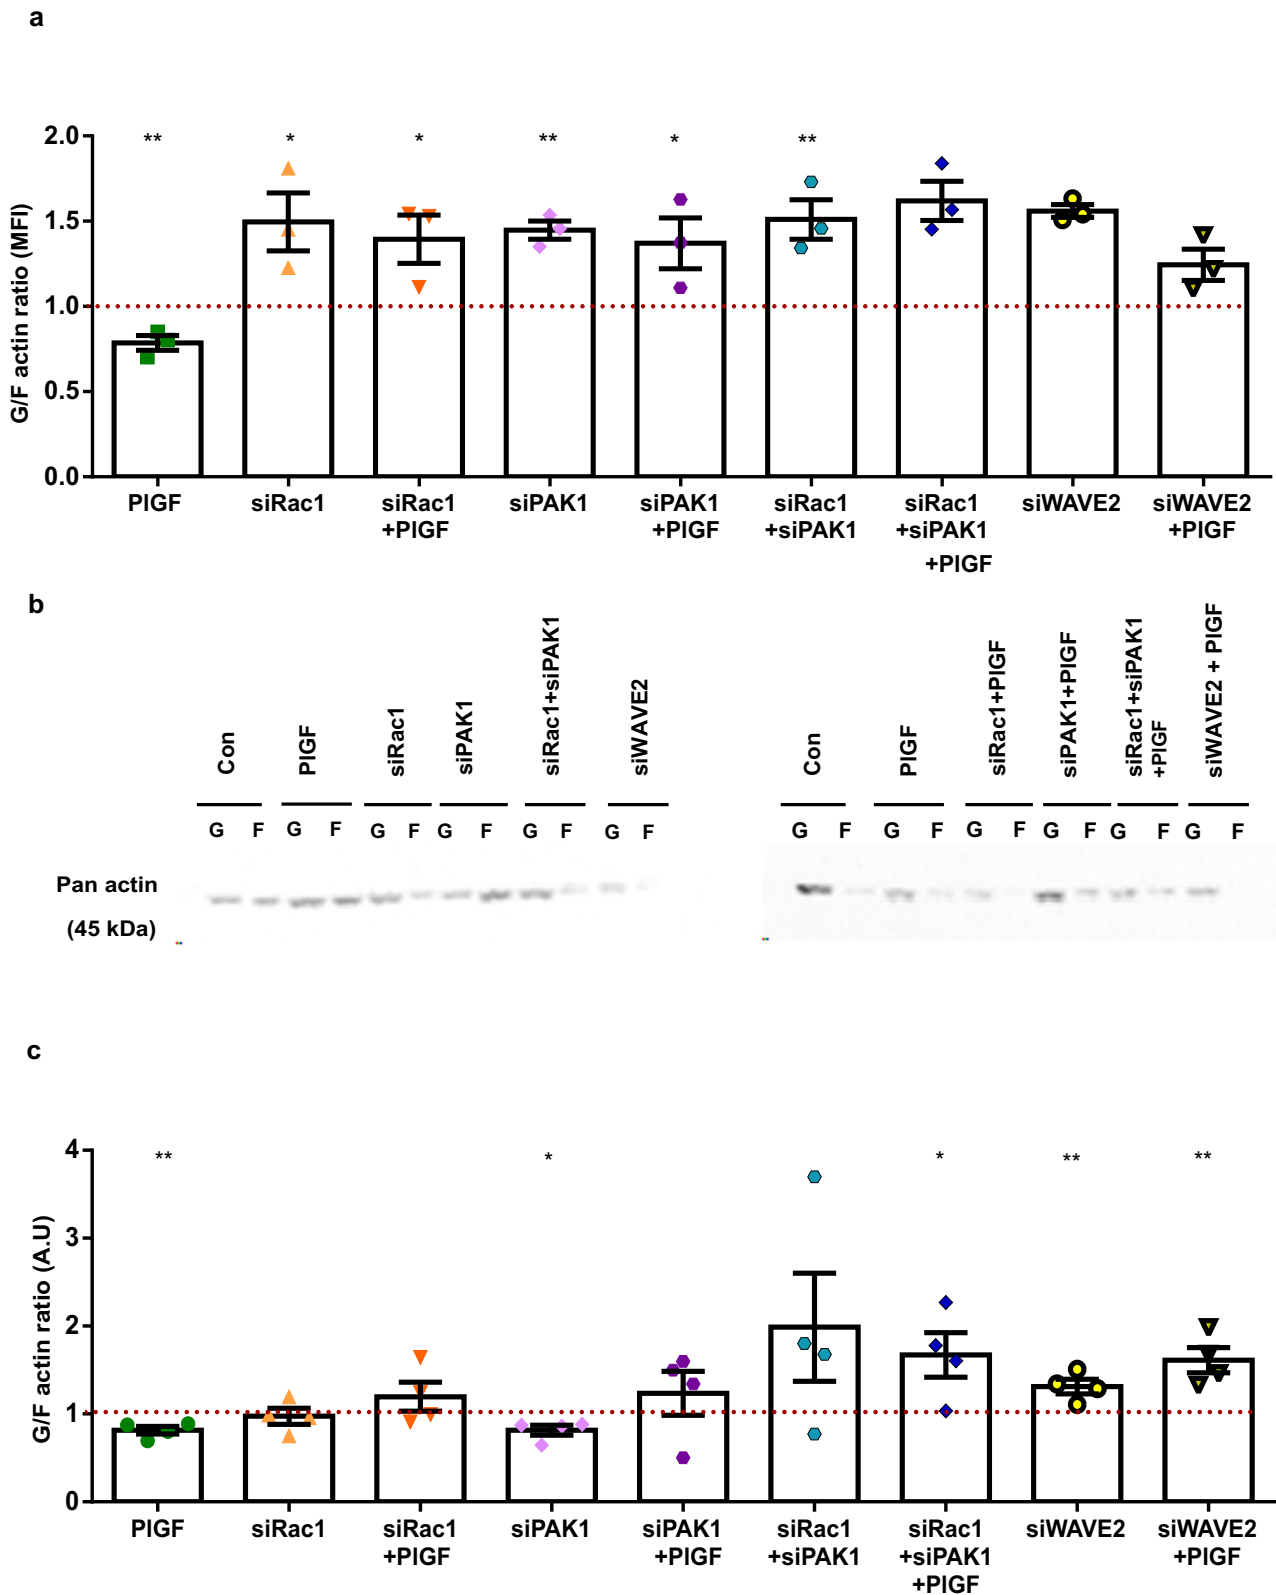 a
** * * ** * **
2.0
1.5
1.0
0.5
0.0
G/F actin ratio (MFI)
PlGF siRac1 siRac1 siPAK1 siPAK1 siRac1 siRac1 siWAVE2 siWAVE2
+PlGF +PlGF +siPAK1 +siPAK1 +PlGF
+PlGF
b
Con PlGF siRac1 siPAK1 siRac1+siPAK1 siWAVE2
Con PlGF siRac1+PlGF siPAK1+PlGF siRac1+siPAK1 +PlGF siWAVE2 + PlGF
G F G F G F G F G F G F
G F G F G F G F G F G F
Pan actin
(45 kDa)
c
** * * ** **
4
3
2
1
0
G/F actin ratio (A.U)
PlGF siRac1 siRac1 siPAK1 siPAK1 siRac1 siRac1 siWAVE2 siWAVE2
+PlGF +PlGF +siPAK1 +siPAK1 +PlGF
+PlGF